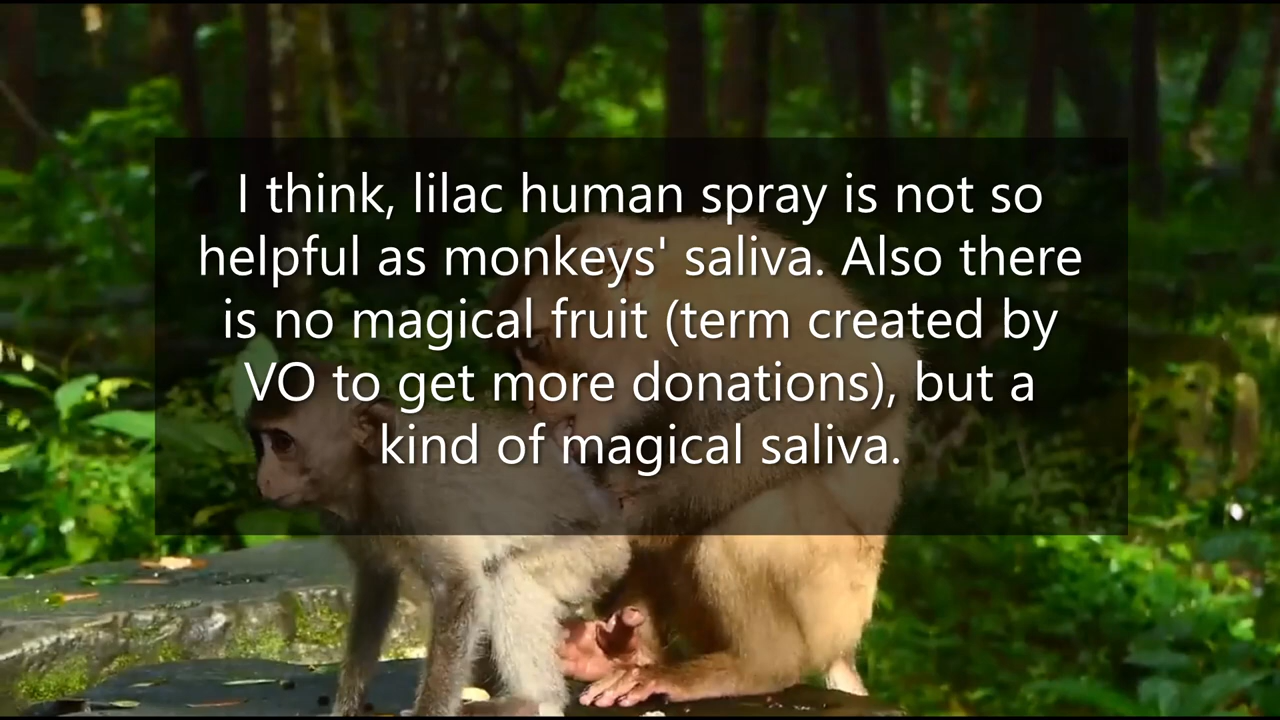 I think, lilac human spray is not so
helpful as monkeys' saliva. Also there
is no magical fruit (term created by
VO to get more donations), but a
kind of magical saliva.